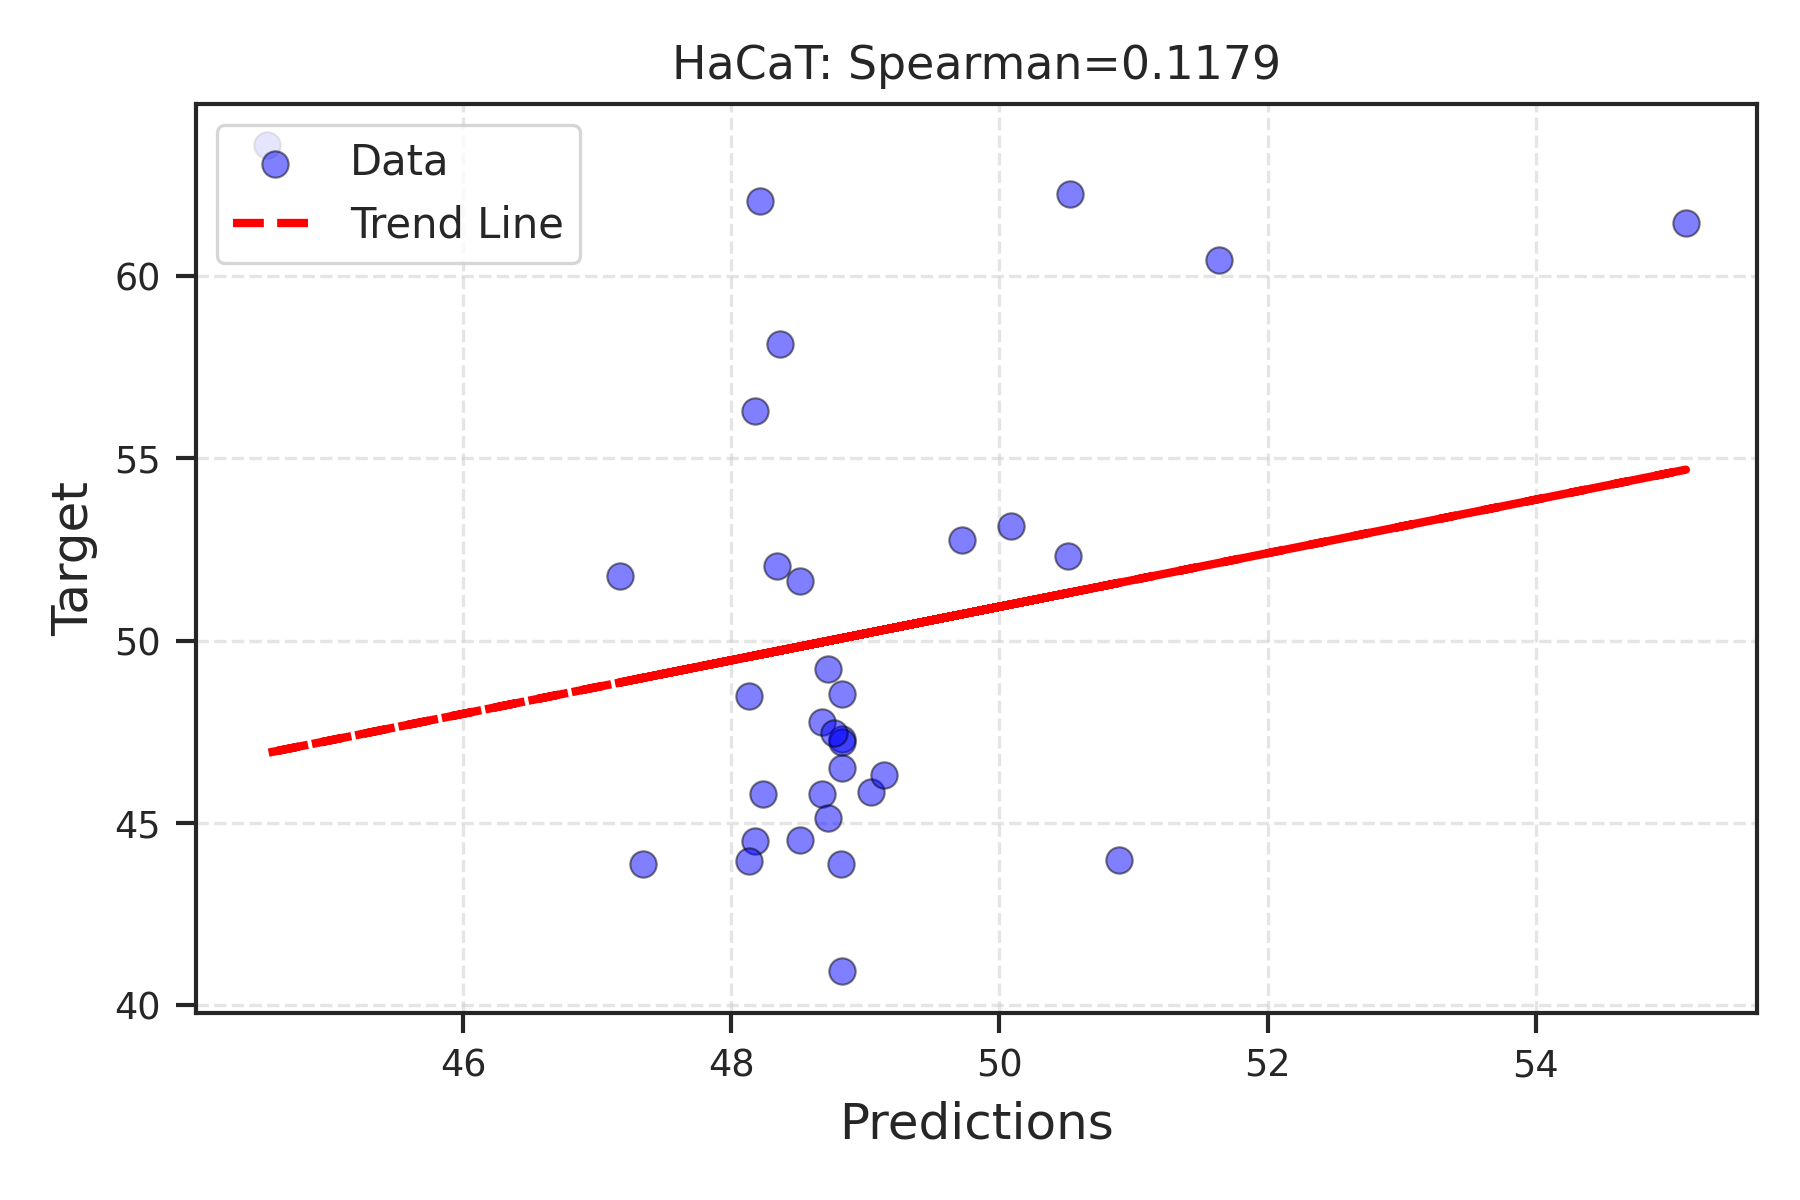 HaCaT: Spearman=0.1179
Data
Trend Line
60
55
50
45
40
Target
46 48 50 52 54
Predictions